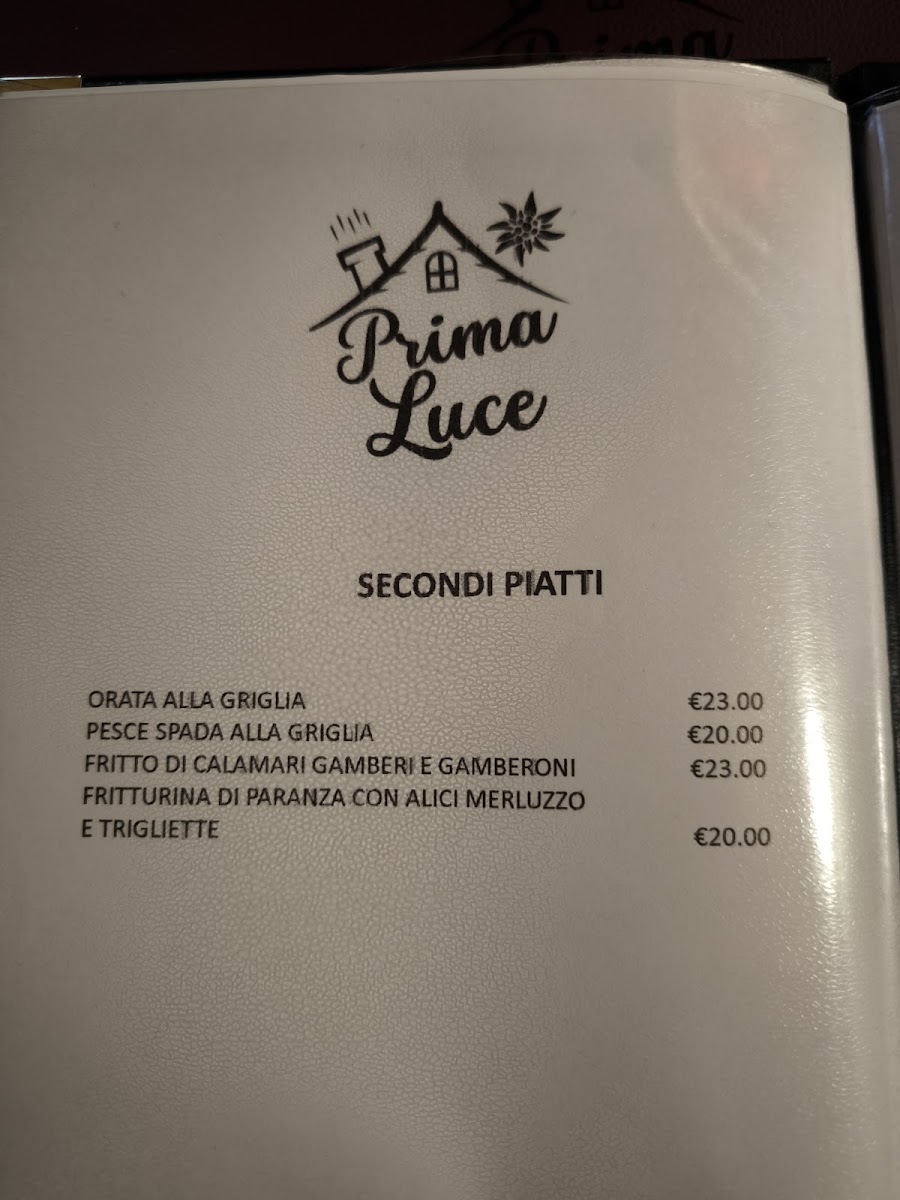 Prima
Prima
Luce
SECONDI PIATTI
ORATA ALLA GRIGLIA €23.00
PESCE SPADA ALLA GRIGLIA €20.00
FRITTO DI CALAMARI GAMBERI E GAMBERONI €23.00
FRITTURINA DI PARANZA CON ALICI MERLUZZO
E TRIGLIETTE €20.00